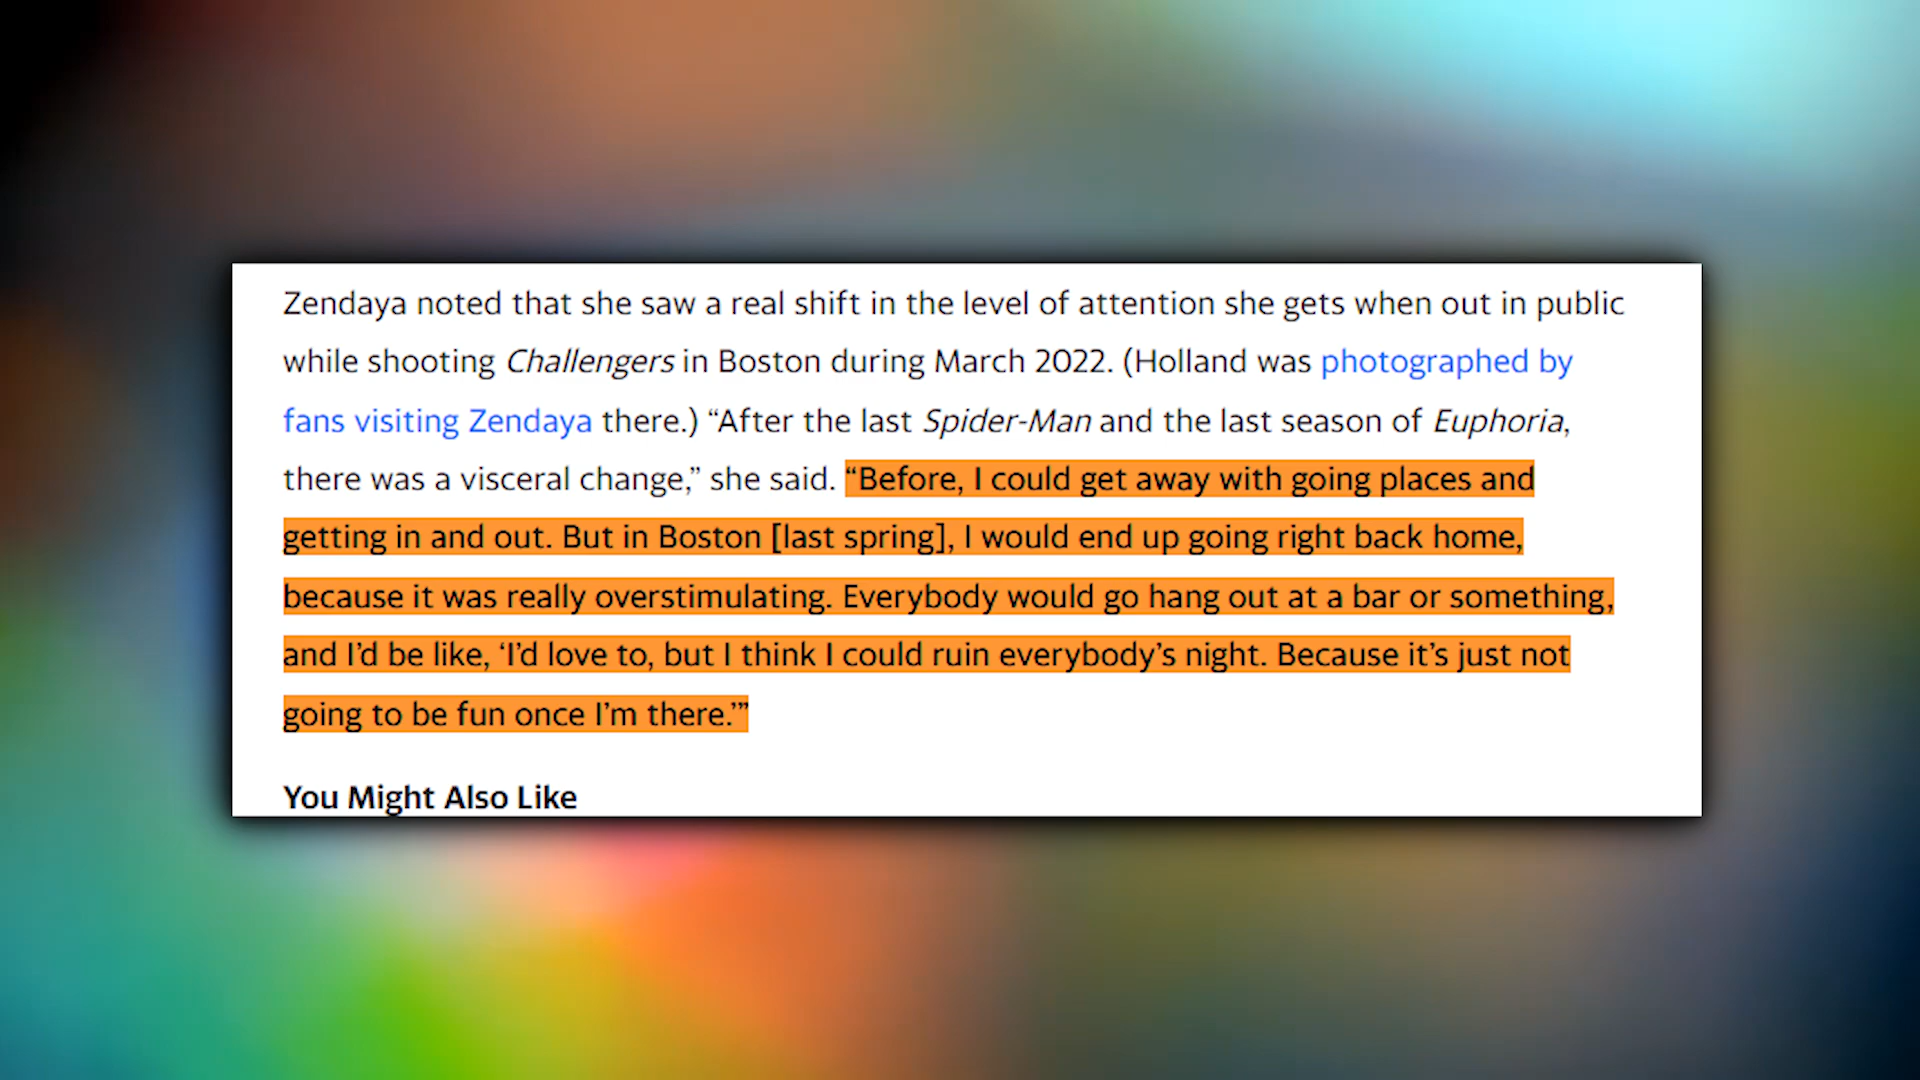 Zendaya noted that she saw a real shift in the level of attention she gets when out in public
while shooting Challengers in Boston during March 2022. (Holland was photographed by
fans visiting Zendaya there.) “After the last Spider-Man and the last season of Euphoria,
there was a visceral change,” she said. “Before, I could get away with going places and
getting in and out. But in Boston [last spring], I would end up going right back home,
because it was really overstimulating. Everybody would go hang out at a bar or something,
and I’d be like, ‘I’d love to, but I think I could ruin everybody’s night. Because it’s just not
going to be fun once I’m there.’”
You Might Also Like